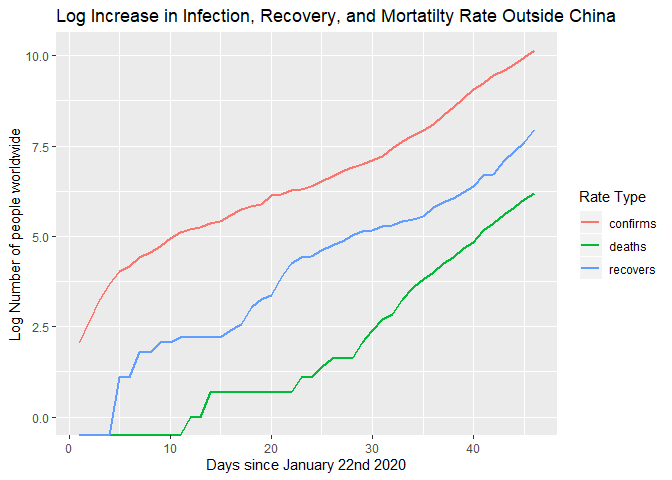 Log Increase in Infection, Recovery, and Mortatilty Rate Outside China
10.0
7.5
5.0
2.5
0.0
Log Number of people worldwide
0 10 20 30 40
Days since January 22nd 2020
Rate Type
confirms
deaths
recovers